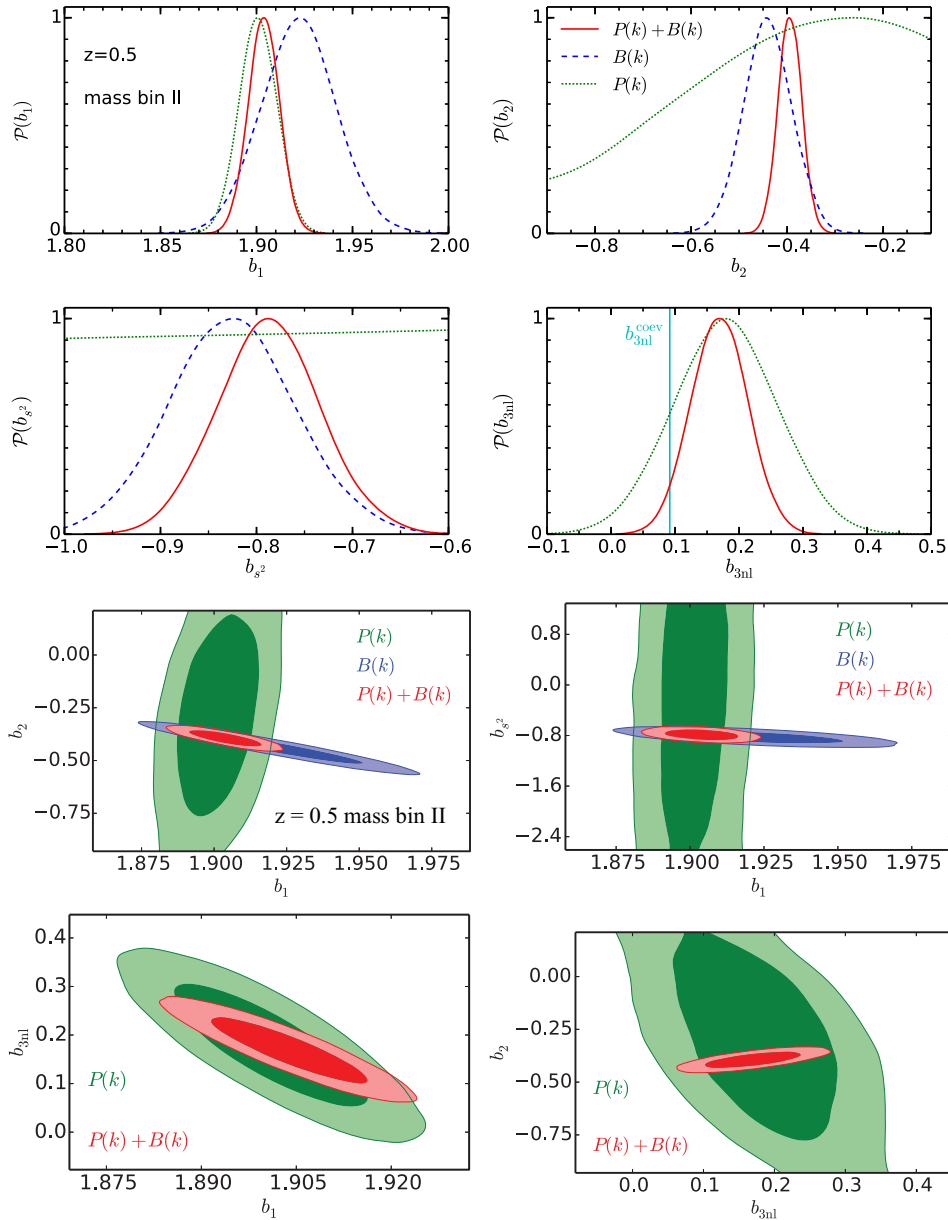 1
z=0.5
mass bin II
0
1.80 1.85 1.90 1.95 2.00
b₁
𝒫(b₁)
1
P(k) + B(k)
B(k)
P(k)
0
−0.8 −0.6 −0.4 −0.2
b₂
𝒫(b₂)
1
0
−1.0 −0.9 −0.8 −0.7 −0.6
b_{s²}
𝒫(b_{s²})
1
b_{3nl}^{coev}
0
−0.1 0.0 0.1 0.2 0.3 0.4 0.5
b_{3nl}
𝒫(b_{3nl})
P(k)
B(k)
P(k) + B(k)
z = 0.5 mass bin II
0.00
−0.25
−0.50
−0.75
b₂
1.875 1.900 1.925 1.950 1.975
b₁
P(k)
B(k)
P(k) + B(k)
0.8
0.0
−0.8
−1.6
−2.4
b_{s²}
1.875 1.900 1.925 1.950 1.975
b₁
0.4
0.3
0.2
0.1
0.0
b_{3nl}
P(k)
P(k) + B(k)
1.875 1.890 1.905 1.920
b₁
0.00
−0.25
−0.50
−0.75
b₂
P(k)
P(k) + B(k)
0.0 0.1 0.2 0.3 0.4
b_{3nl}